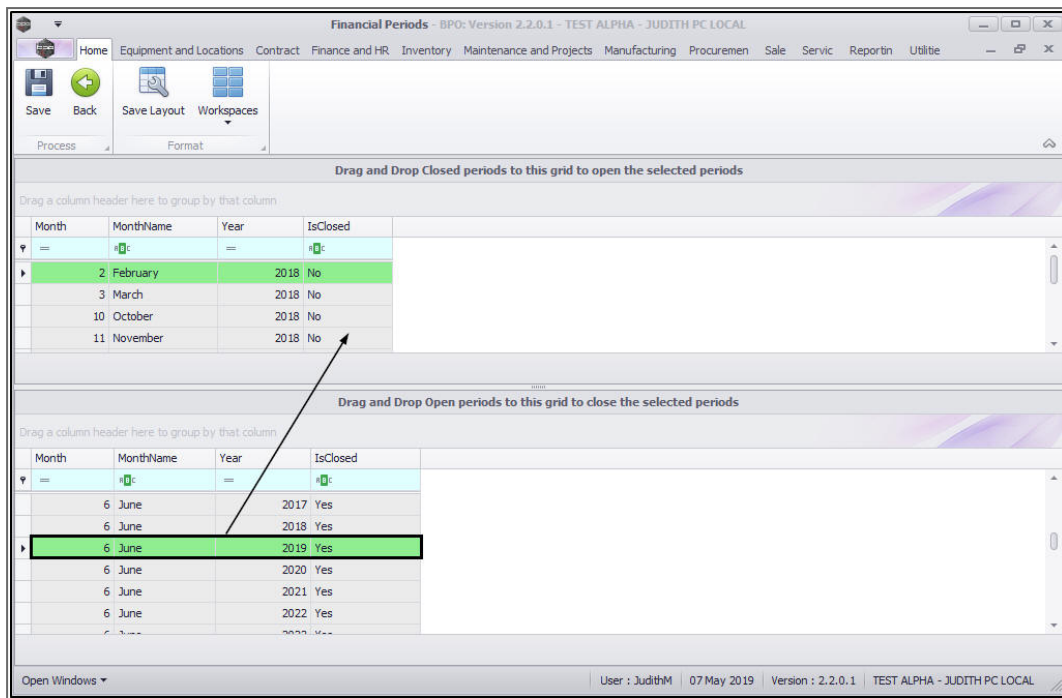 Financial Periods - BPO: Version 2.2.0.1 - TEST ALPHA - JUDITH PC LOCAL
Home Equipment and Locations Contract Finance and HR Inventory Maintenance and Projects Manufacturing Procuremen Sale Servic Reportin Utilitie
Save Back Save Layout Workspaces
Process Format
Drag and Drop Closed periods to this grid to open the selected periods
Drag a column header here to group by that column
Month MonthName Year IsClosed
= ABC = ABC
2 February 2018 No
3 March 2018 No
10 October 2018 No
11 November 2018 No
Drag and Drop Open periods to this grid to close the selected periods
Drag a column header here to group by that column
Month MonthName Year IsClosed
= ABC = ABC
6 June 2017 Yes
6 June 2018 Yes
6 June 2019 Yes
6 June 2020 Yes
6 June 2021 Yes
6 June 2022 Yes
Open Windows User : JudithM 07 May 2019 Version : 2.2.0.1 TEST ALPHA - JUDITH PC LOCAL